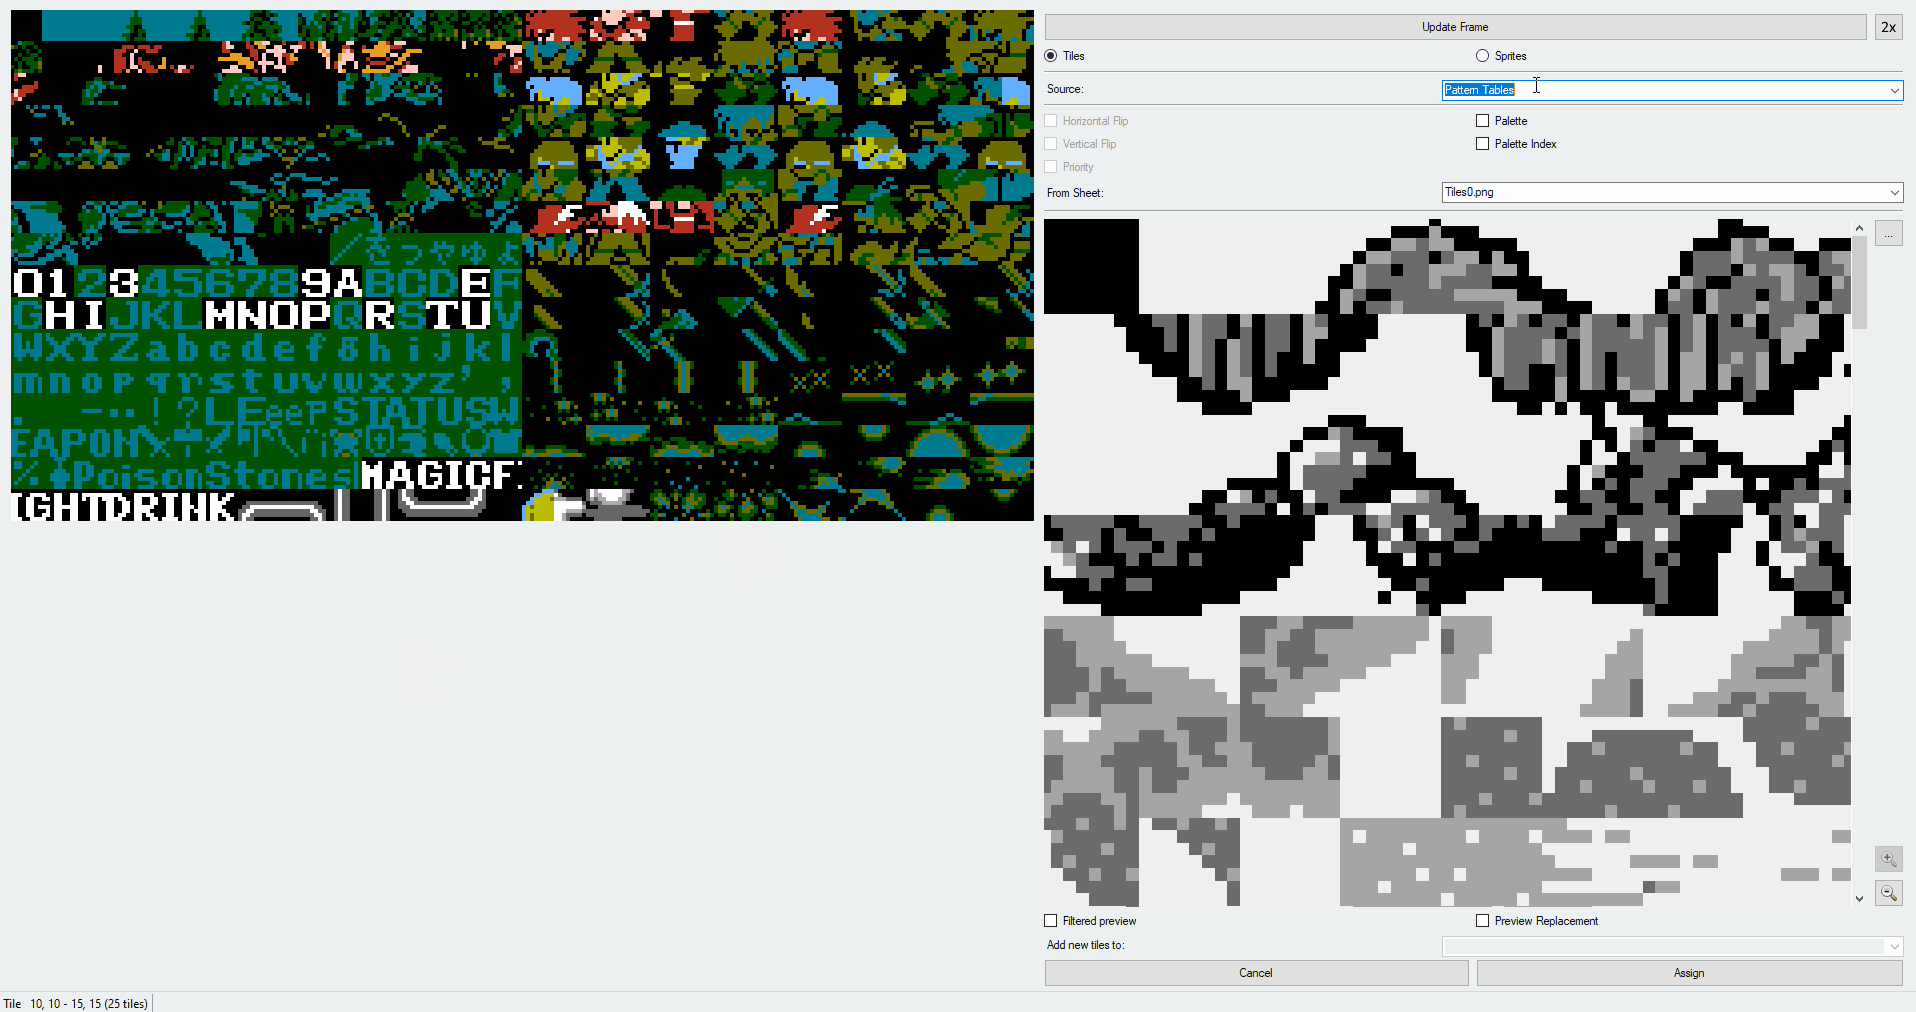 Update Frame
2x
Tiles
Sprites
Source:
Pattern Tables
Horizontal Flip
Palette
Vertical Flip
Palette Index
Priority
From Sheet:
Tiles0.png
...
0123456789ABCDEF
GHIJKLMNOPQRSTUV
WXYZabcdefghijkl
mnopqrstuvwxyz',
. -..!?LEeePSTATUSW
EAPON
PoisonStones
MAGICF
IGHTDRINK
Filtered preview
Preview Replacement
Add new tiles to:
Cancel
Assign
Tile 10, 10 - 15, 15 (25 tiles)